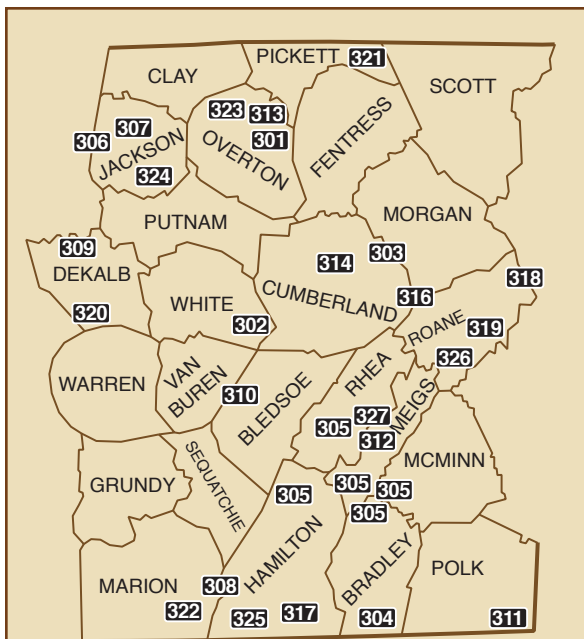 PICKETT 321
CLAY
SCOTT
323 313
307
306
301
JACKSON
OVERTON
FENTRESS
324
PUTNAM
MORGAN
309
303
314
DEKALB
318
CUMBERLAND
316
320
WHITE
302
ROANE
319
326
WARREN
VAN
BUREN
310
BLEDSOE
RHEA
MEIGS
327
305
312
MCMINN
GRUNDY
SEQUATCHIE
305
305
305
305
HAMILTON
BRADLEY
MARION
308
POLK
322
325
317
304
311